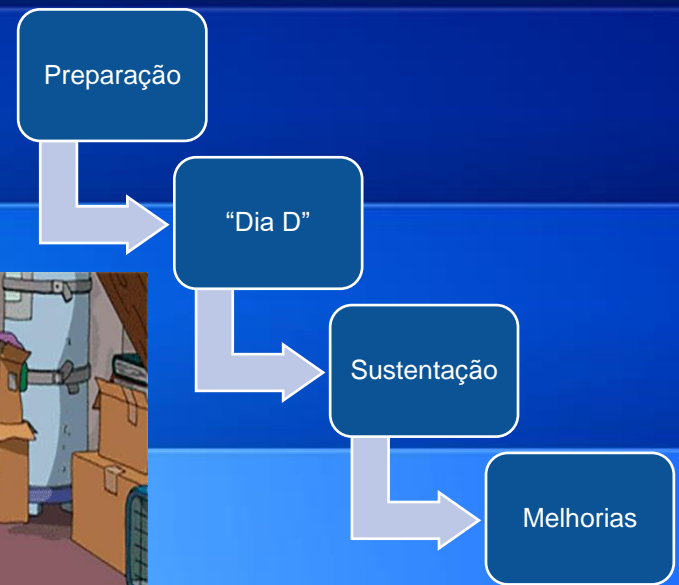 Preparação
“Dia D”
Sustentação
Melhorias